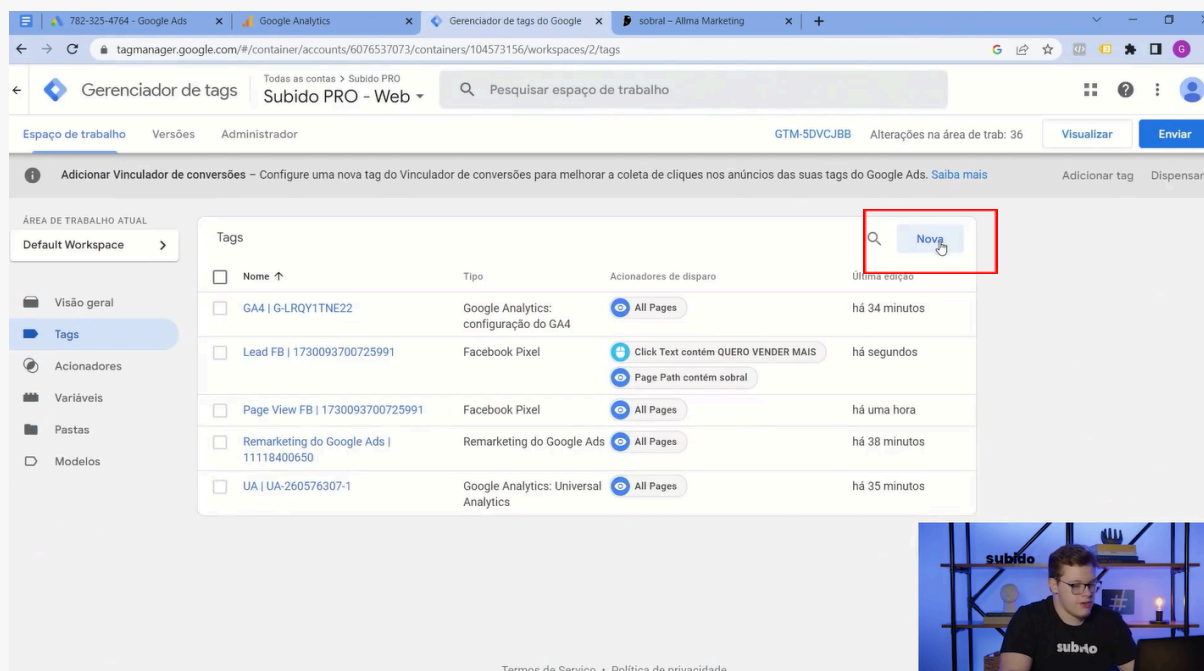 782-325-4764 - Google Ads
Google Analytics
Gerenciador de tags do Google
sobral – Allma Marketing
tagmanager.google.com/#/container/accounts/6076537073/containers/104573156/workspaces/2/tags
G
Gerenciador de tags
Todas as contas > Subido PRO
Subido PRO - Web
Pesquisar espaço de trabalho
Espaço de trabalho Versões Administrador GTM-5DVCJBB Alterações na área de trab: 36 Visualizar Enviar
Adicionar Vinculador de conversões – Configure uma nova tag do Vinculador de conversões para melhorar a coleta de cliques nos anúncios das suas tags do Google Ads. Saiba mais Adicionar tag Dispensar
ÁREA DE TRABALHO ATUAL
Default Workspace
Visão geral
Tags
Acionadores
Variáveis
Pastas
Modelos
Tags Nova
Nome Tipo Acionadores de disparo Última edição
GA4 | G-LRQY1TNE22 Google Analytics: All Pages há 34 minutos
configuração do GA4
Lead FB | 1730093700725991 Facebook Pixel Click Text contém QUERO VENDER MAIS há segundos
Page Path contém sobral
Page View FB | 1730093700725991 Facebook Pixel All Pages há uma hora
Remarketing do Google Ads | Remarketing do Google Ads All Pages há 38 minutos
11118400650
UA | UA-260576307-1 Google Analytics: Universal All Pages há 35 minutos
Analytics
subido
#
subido
Termos de Serviço • Política de privacidade